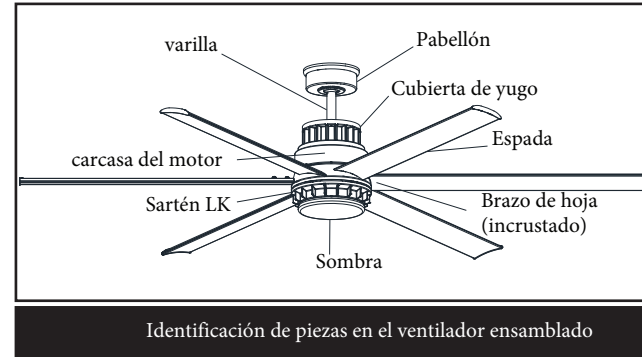 varilla
Pabellón
Cubierta de yugo
Espada
carcasa del motor
Sartén LK
Brazo de hoja
(incrustado)
Sombra
Identificación de piezas en el ventilador ensamblado